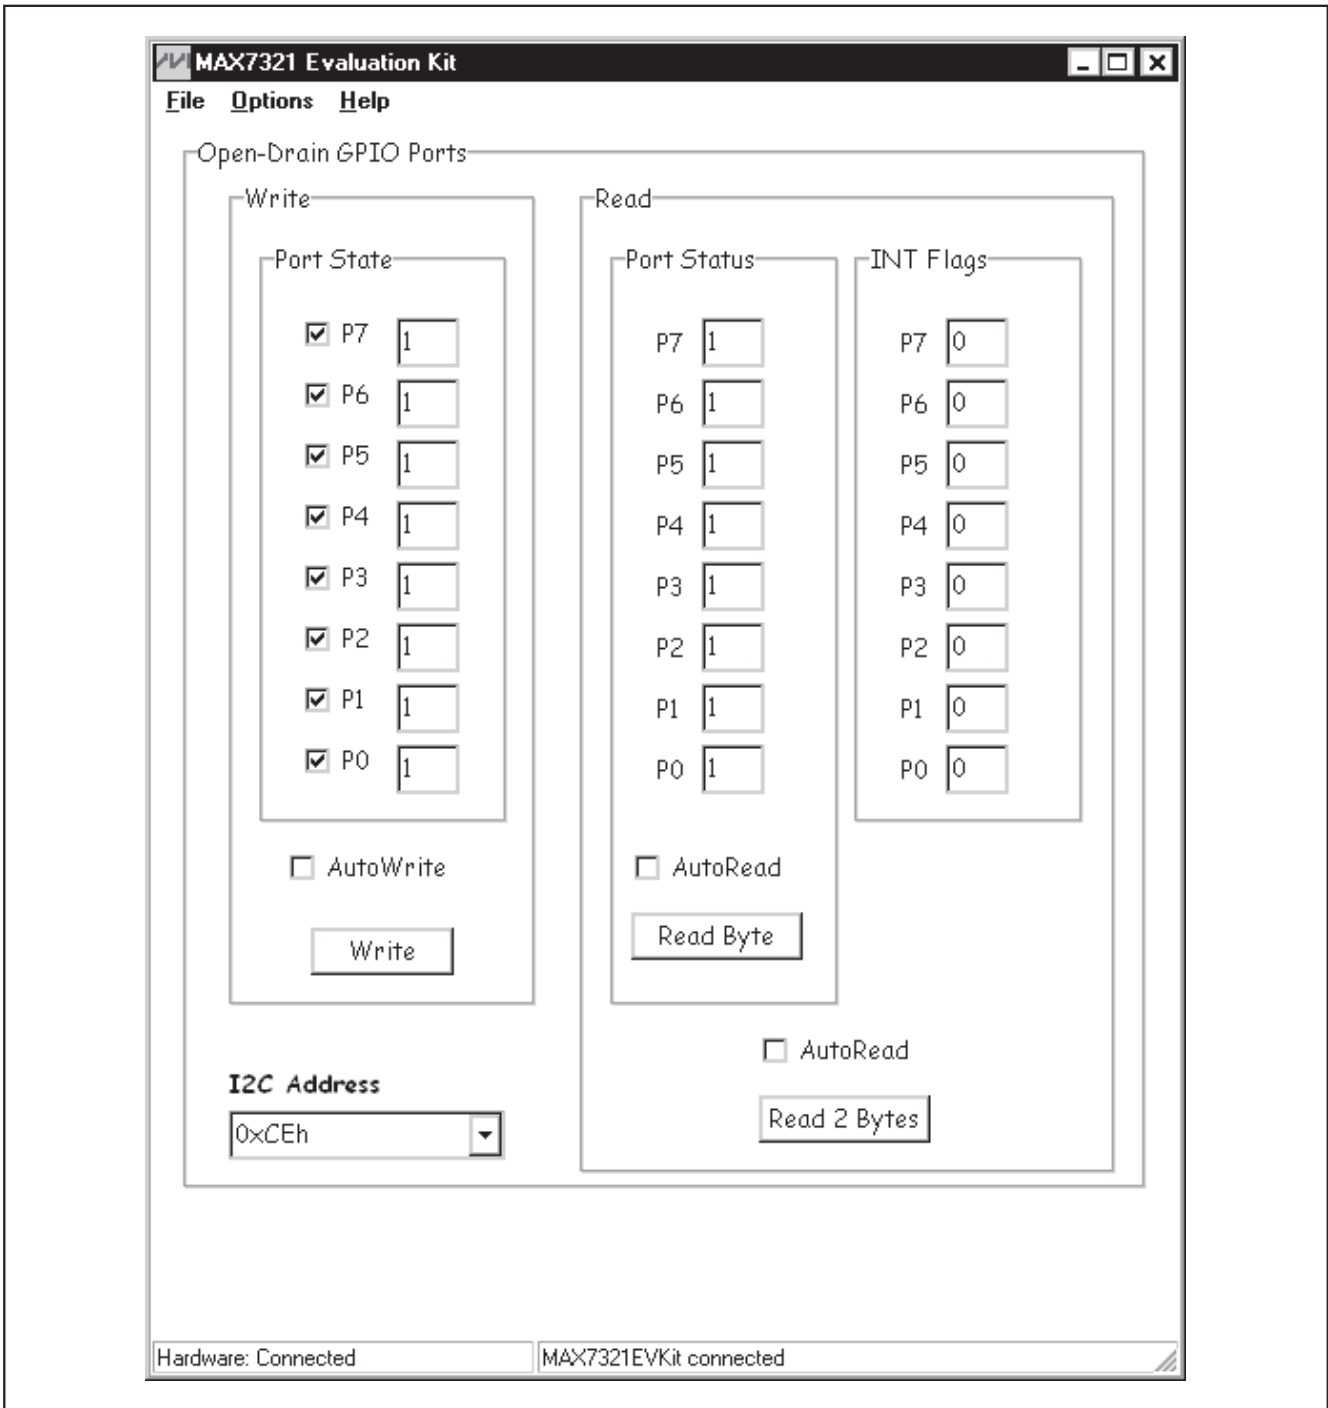 MAX7321 Evaluation Kit
File Options Help
Open-Drain GPIO Ports
Write
Read
Port State
Port Status
INT Flags
P7 1 P7 1 P7 0
P6 1 P6 1 P6 0
P5 1 P5 1 P5 0
P4 1 P4 1 P4 0
P3 1 P3 1 P3 0
P2 1 P2 1 P2 0
P1 1 P1 1 P1 0
P0 1 P0 1 P0 0
AutoWrite
AutoRead
Write
Read Byte
AutoRead
I2C Address
0xCEh
Read 2 Bytes
Hardware: Connected
MAX7321EVKit connected